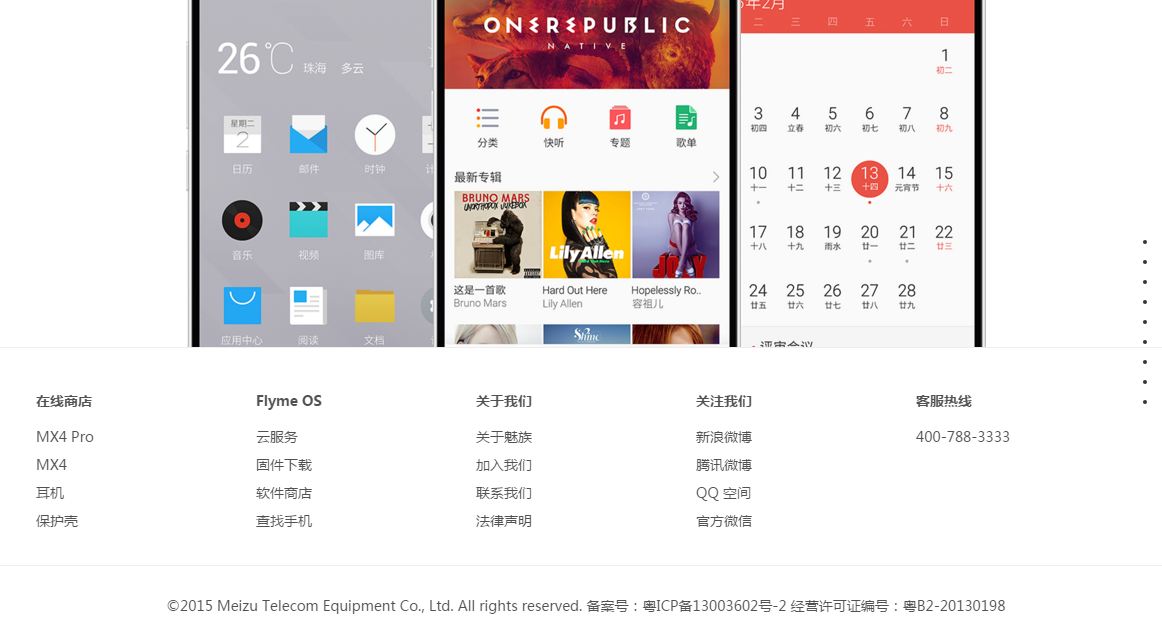 26℃ 珠海 多云
星期二
2
日历 邮件 时钟
音乐 视频 图库
应用中心 阅读 文档
ONEREPUBLIC
NATIVE
分类 快听 专题 歌单
最新专辑
BRUNO MARS
UNORTHODOX JUKEBOX
Lily Allen
JOEY
这是一首歌 Hard Out Here Hopelessly Ro..
Bruno Mars Lily Allen 容祖儿
Shine
年2月
二 三 四 五 六 日
1
初二
3 4 5 6 7 8
初四 立春 初六 初七 初八 初九
10 11 12 13 14 15
十一 十二 十三 十四 元宵节 十六
17 18 19 20 21 22
十八 十九 雨水 廿一 廿二 廿三
24 25 26 27 28
廿五 廿六 廿七 廿八 廿九
评审会议
在线商店 Flyme OS 关于我们 关注我们 客服热线
MX4 Pro 云服务 关于魅族 新浪微博 400-788-3333
MX4 固件下载 加入我们 腾讯微博
耳机 软件商店 联系我们 QQ 空间
保护壳 查找手机 法律声明 官方微信
©2015 Meizu Telecom Equipment Co., Ltd. All rights reserved. 备案号：粤ICP备13003602号-2 经营许可证编号：粤B2-20130198